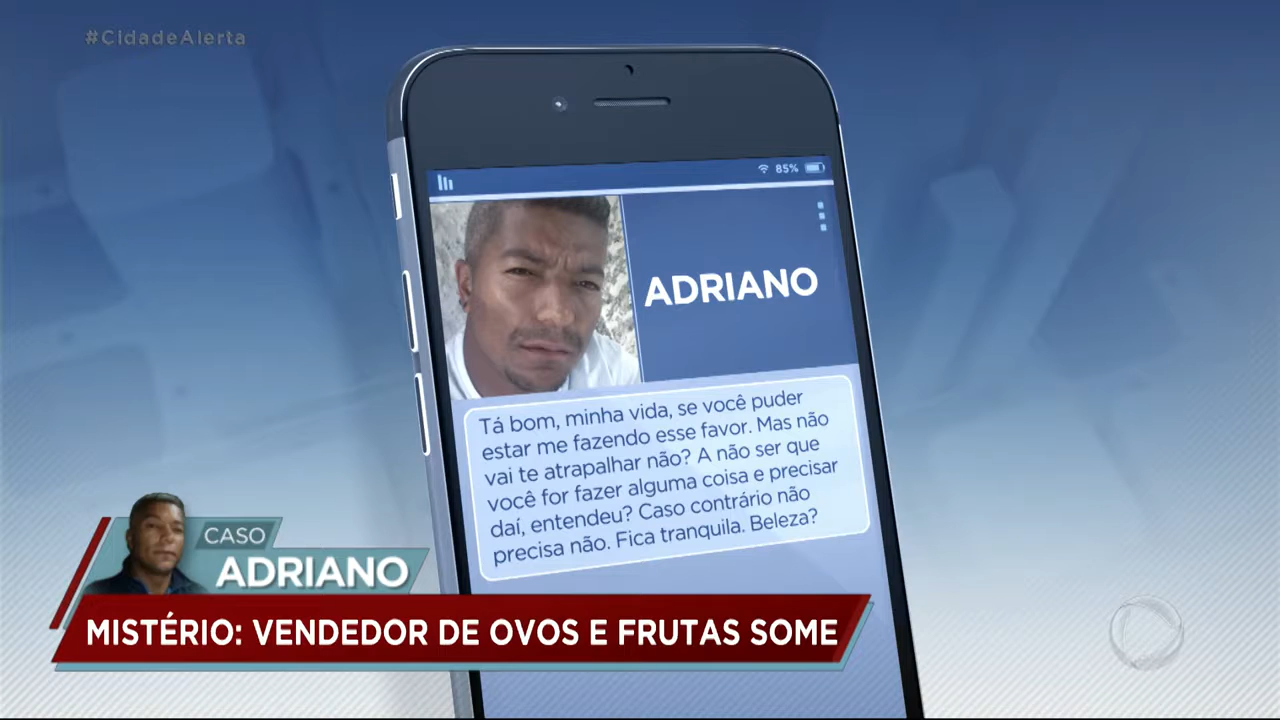 #CidadeAlerta
85%
ADRIANO
Tá bom, minha vida, se você puder
estar me fazendo esse favor. Mas não
vai te atrapalhar não? A não ser que
você for fazer alguma coisa e precisar
daí, entendeu? Caso contrário não
precisa não. Fica tranquila. Beleza?
CASO
ADRIANO
MISTÉRIO: VENDEDOR DE OVOS E FRUTAS SOME